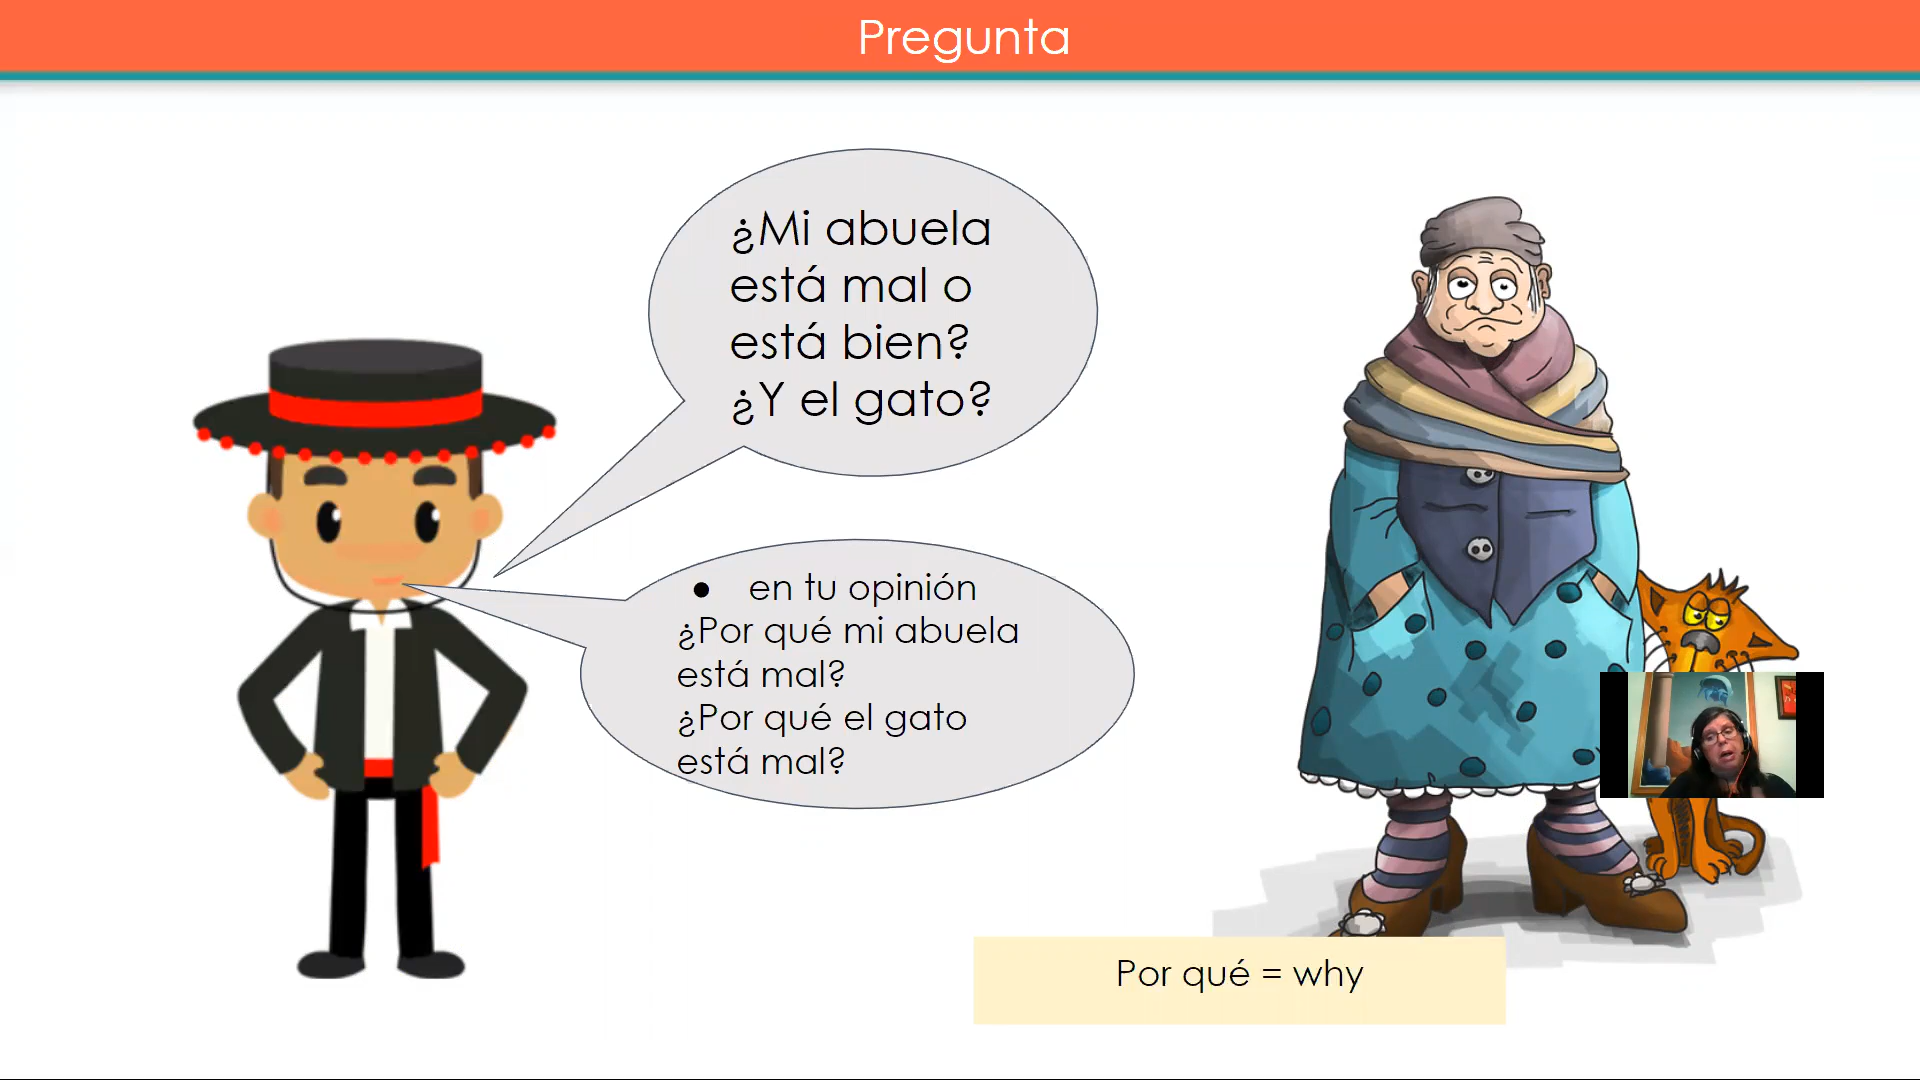 Pregunta
¿Mi abuela
está mal o
está bien?
¿Y el gato?
● en tu opinión
¿Por qué mi abuela
está mal?
¿Por qué el gato
está mal?
Por qué = why